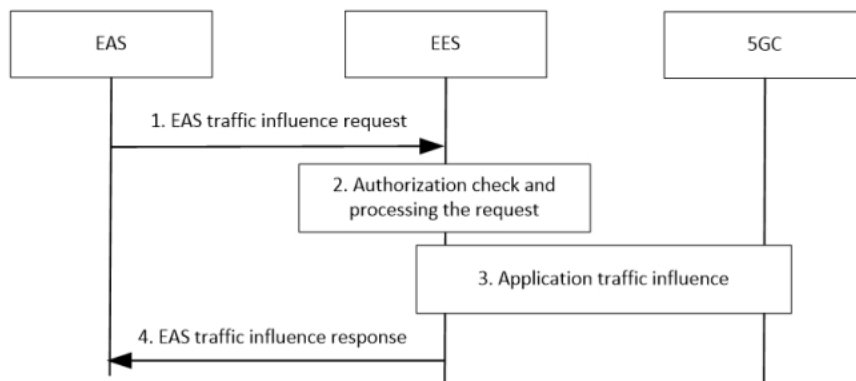 EAS
EES
5GC
1. EAS traffic influence request
2. Authorization check and
processing the request
3. Application traffic influence
4. EAS traffic influence response